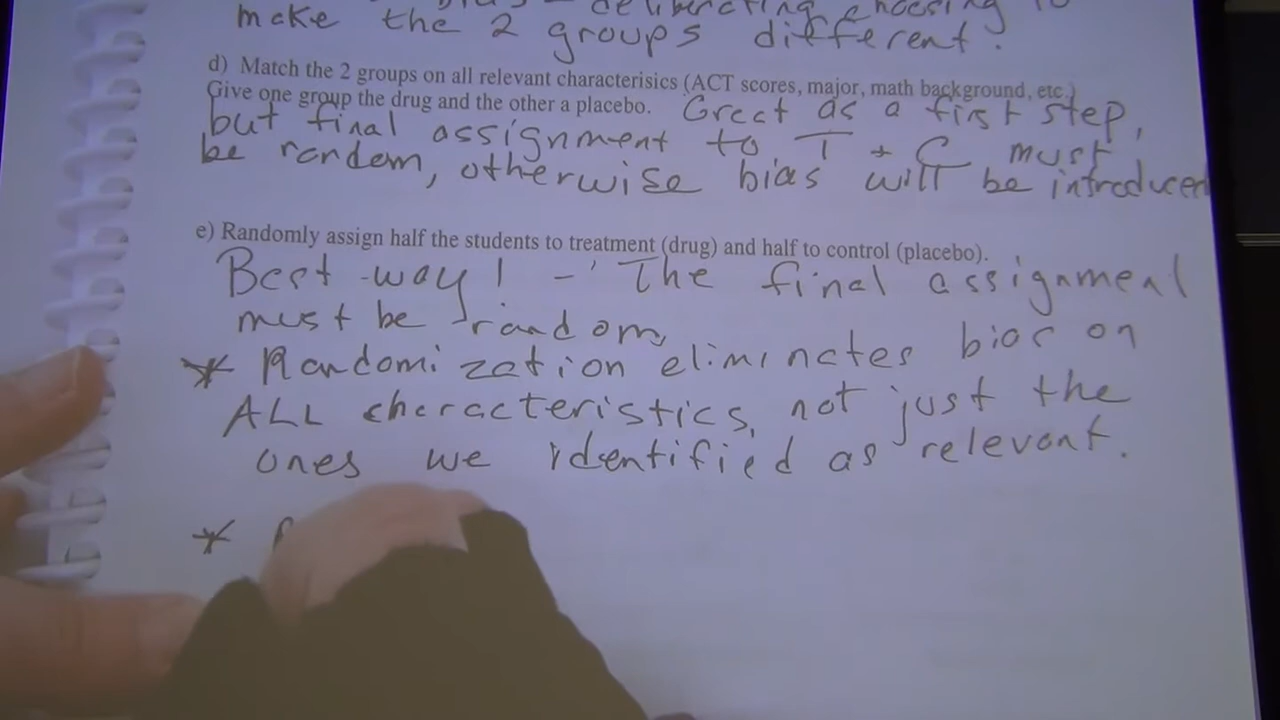 deliberating choosing to
make the 2 groups different.
d) Match the 2 groups on all relevant characterisics (ACT scores, major, math background, etc.)
Give one group the drug and the other a placebo. Great as a first step,
but final assignment to T + C must
be random, otherwise bias will be introduced
e) Randomly assign half the students to treatment (drug) and half to control (placebo).
Best way! - The final assignment
must be random,
* Randomization eliminates bias on
ALL characteristics, not just the
ones we identified as relevant.
*